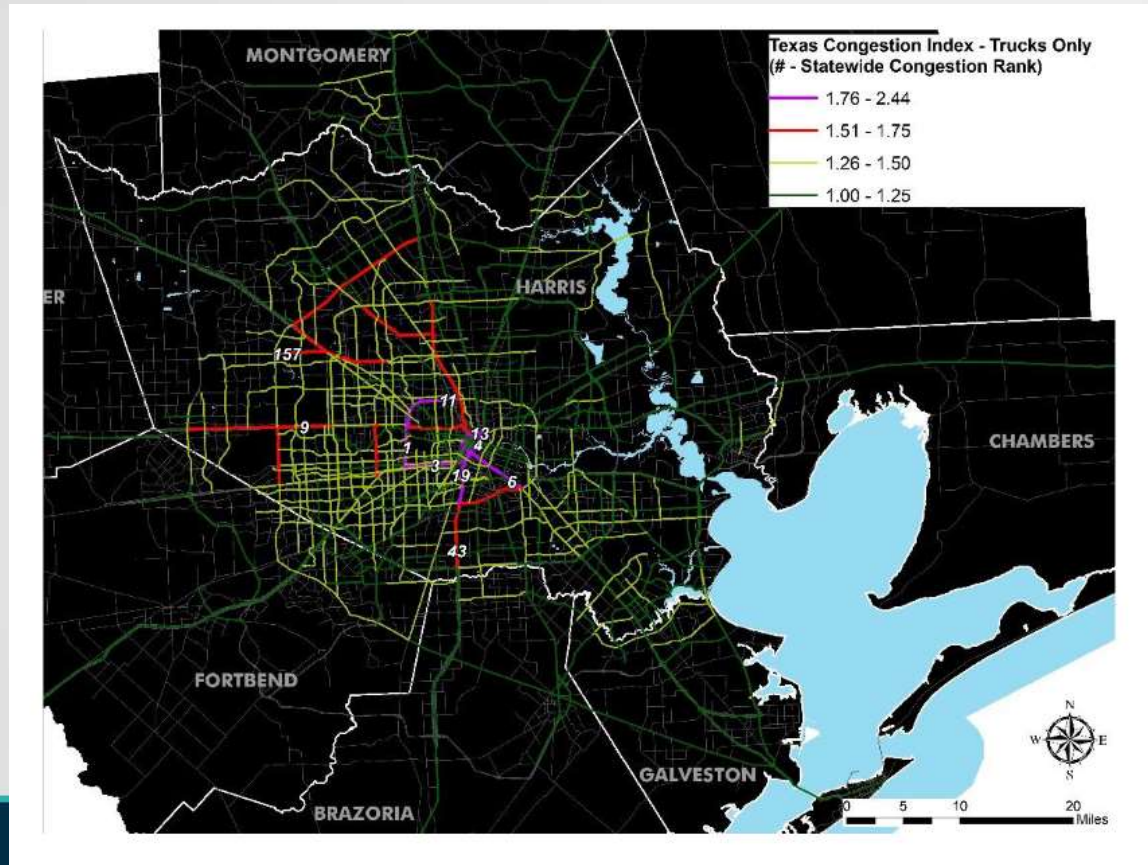 MONTGOMERY
Texas Congestion Index - Trucks Only
(# - Statewide Congestion Rank)
1.76 - 2.44
1.51 - 1.75
1.26 - 1.50
1.00 - 1.25
HARRIS
ER
157
11
9
13
4
1
3
19
6
CHAMBERS
43
FORTBEND
N
W
E
S
GALVESTON
BRAZORIA
0 5 10 20
Miles